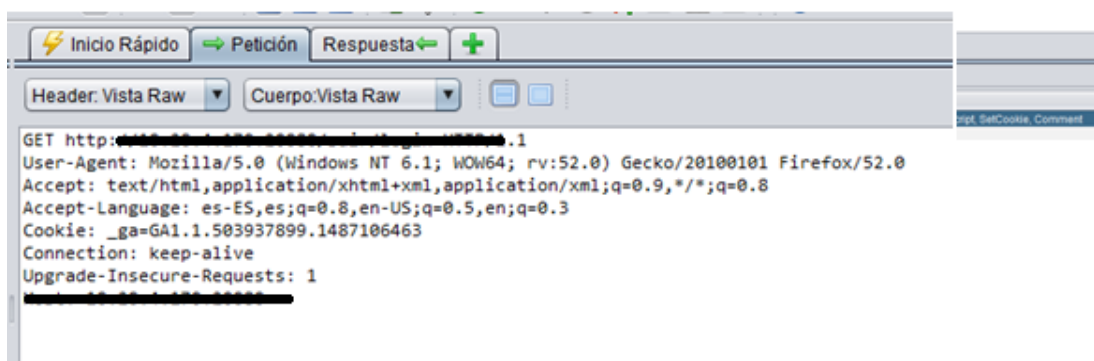 Inicio Rápido Petición Respuesta
Header: Vista Raw Cuerpo:Vista Raw
ript, SetCookie, Comment
GET http: .1
User-Agent: Mozilla/5.0 (Windows NT 6.1; WOW64; rv:52.0) Gecko/20100101 Firefox/52.0
Accept: text/html,application/xhtml+xml,application/xml;q=0.9,*/*;q=0.8
Accept-Language: es-ES,es;q=0.8,en-US;q=0.5,en;q=0.3
Cookie: _ga=GA1.1.503937899.1487106463
Connection: keep-alive
Upgrade-Insecure-Requests: 1